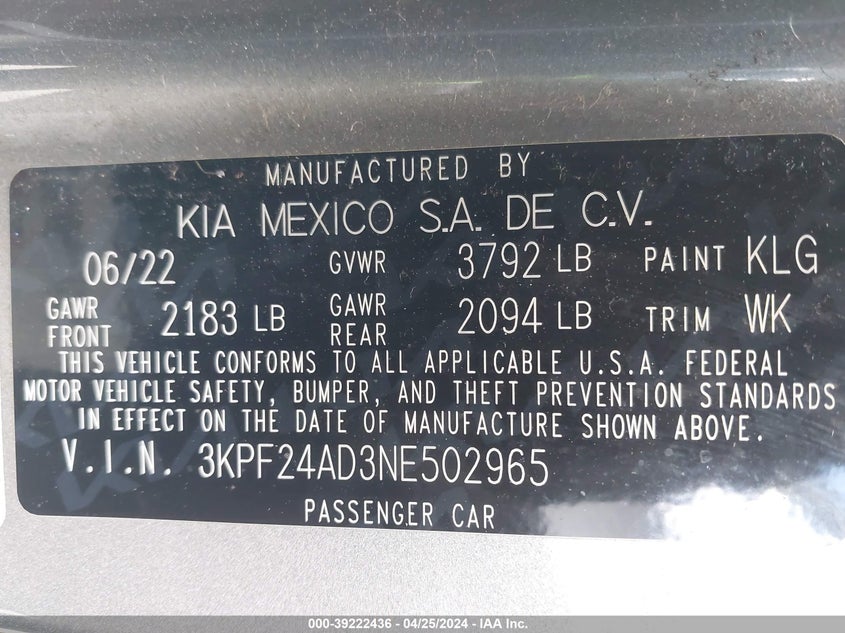 MANUFACTURED BY
KIA MEXICO S.A. DE C.V.
06/22 GVWR 3792 LB PAINT KLG
GAWR FRONT 2183 LB GAWR REAR 2094 LB TRIM WK
THIS VEHICLE CONFORMS TO ALL APPLICABLE U.S.A. FEDERAL
MOTOR VEHICLE SAFETY, BUMPER, AND THEFT PREVENTION STANDARDS
IN EFFECT ON THE DATE OF MANUFACTURE SHOWN ABOVE.
V.I.N. 3KPF24AD3NE502965
PASSENGER CAR
000-39222436 - 04/25/2024 - IAA Inc.